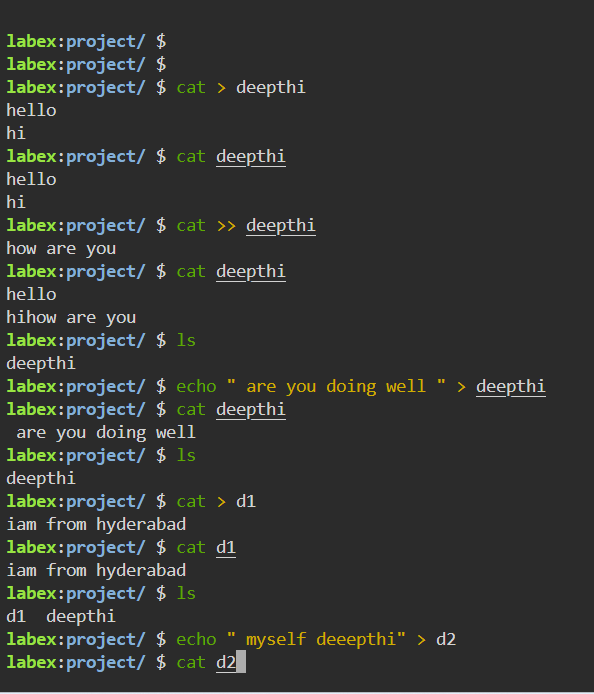 labex:project/ $
labex:project/ $
labex:project/ $ cat > deepthi
hello
hi
labex:project/ $ cat deepthi
hello
hi
labex:project/ $ cat >> deepthi
how are you
labex:project/ $ cat deepthi
hello
hihow are you
labex:project/ $ ls
deepthi
labex:project/ $ echo " are you doing well " > deepthi
labex:project/ $ cat deepthi
 are you doing well
labex:project/ $ ls
deepthi
labex:project/ $ cat > d1
iam from hyderabad
labex:project/ $ cat d1
iam from hyderabad
labex:project/ $ ls
d1  deepthi
labex:project/ $ echo " myself deeepthi" > d2
labex:project/ $ cat d2